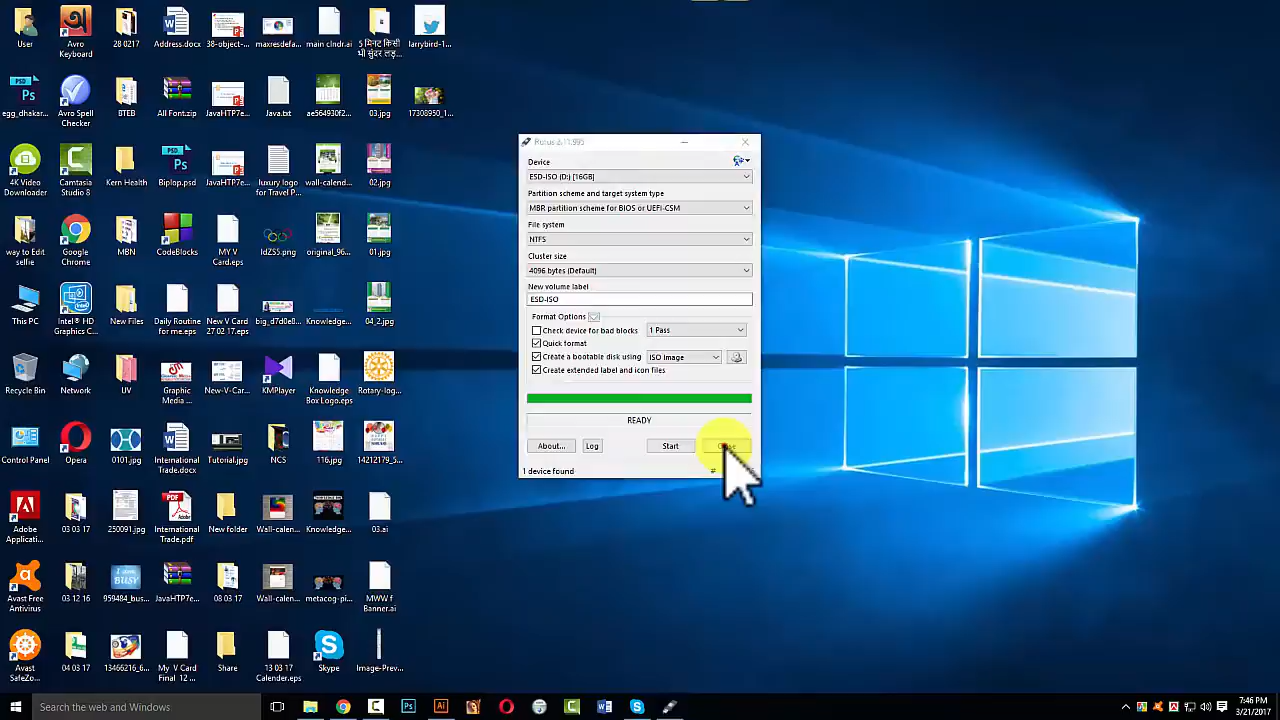 User
Avro
Keyboard
28 0217
Address.docx
38-object-...
maxresdefa...
main clndr.ai
5 मिनट किसी
भी सुंदर लड़...
larrybird-1...
egg_dhakar...
Avro Spell
Checker
BTEB
All Font.zip
JavaHTP7e...
Java.txt
ae564930f2...
03.jpg
17308950_1...
4K Video
Downloader
Camtasia
Studio 8
Kern Health
Biplop.psd
JavaHTP7e...
luxury logo
for Travel P...
wall-calend...
02.jpg
way to Edit
selfie
Google
Chrome
MBN
CodeBlocks
MY V
Card.eps
original_96...
01.jpg
This PC
Intel® HD
Graphics C...
New Files
Daily Routine
for me.eps
New V Card
27 02 17.eps
big_d7d0e8...
Knowledge...
04_2.jpg
Recycle Bin
Network
UV
Graphic
Media ...
New-V-Car...
KMPlayer
Knowledge
Box Logo.eps
Rotary-log...
Control Panel
Opera
0101.jpg
International
Text.docx
Tutorial.jpg
NCS
116.jpg
14212179_5...
Adobe
Applicati...
03 03 17
250091.jpg
International
Text.pdf
New folder
Wall-calen...
Knowledge...
03.ai
Avast Free
Antivirus
03 12 16
959484_bus...
JavaHTP7e...
08 03 17
Wall-calen...
metacog-pi...
MWW.f
Banner.ai
Avast
SafeZo...
04 03 17
13466216_6...
My V Card
Final 12 ...
Share
13 03 17
Calender.eps
Skype
Image-Prev...
Rufus 2.11.995
Device
ESD-ISO (D:) [16GB]
Partition scheme and target system type
MBR partition scheme for BIOS or UEFI-CSM
File system
NTFS
Cluster size
4096 bytes (Default)
New volume label
ESD-ISO
Format Options
Check device for bad blocks 1 Pass
Quick format
Create a bootable disk using ISO Image
Create extended label and icon files
READY
About... Log Start
1 device found #
Search the web and Windows
7:46 PM
3/21/2017